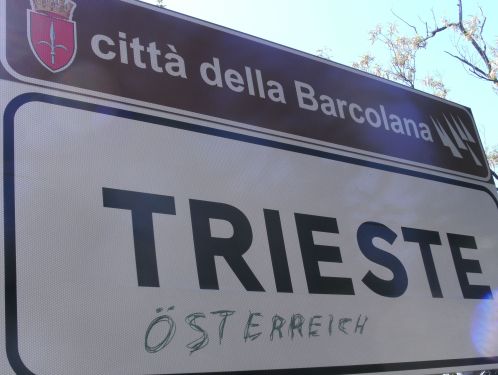 città della Barcolana
TRIESTE
ÖSTERREICH